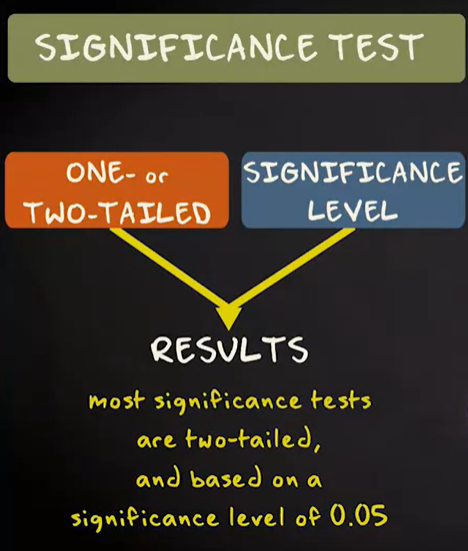 SIGNIFICANCE TEST
ONE- or
TWO-TAILED
SIGNIFICANCE
LEVEL
RESULTS
most significance tests
are two-tailed,
and based on a
significance level of 0.05